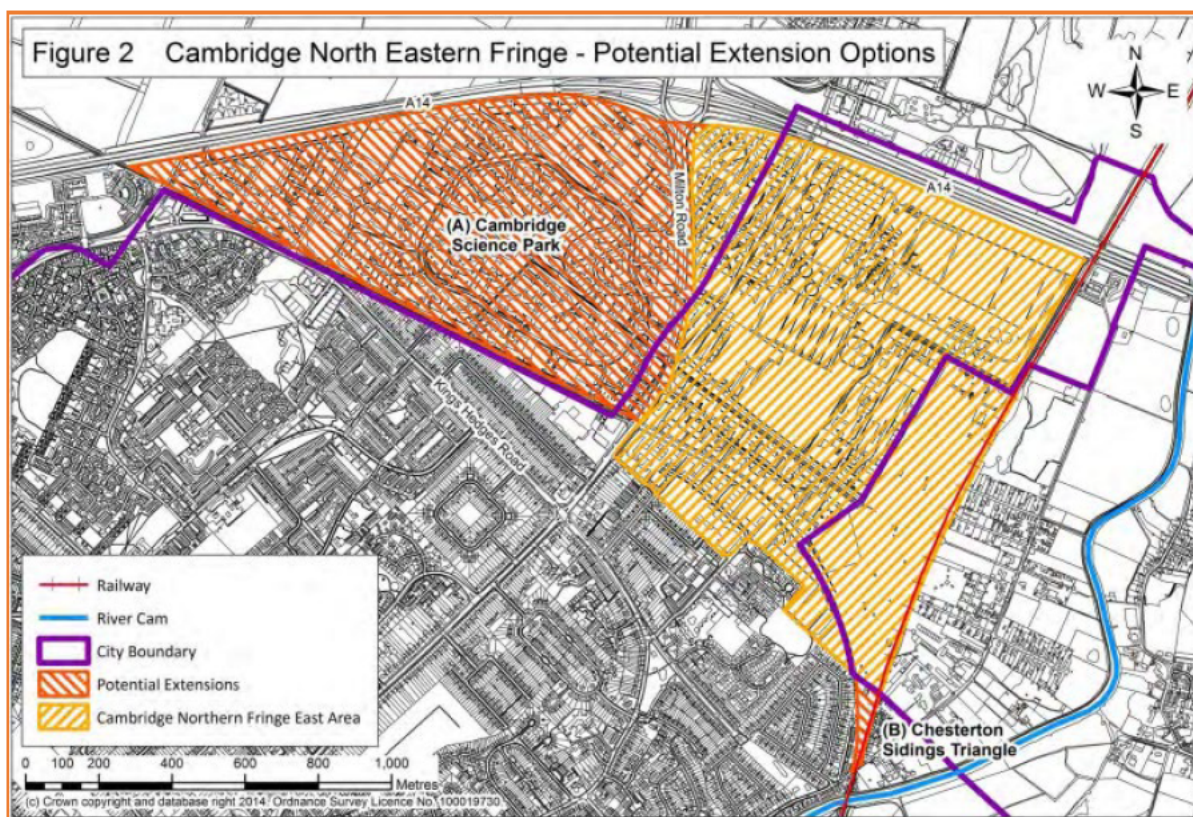 Figure 2 Cambridge North Eastern Fringe - Potential Extension Options
N
W E
S
A14
A14
Milton Road
(A) Cambridge
Science Park
Kings Hedges Road
(B) Chesterton
Sidings Triangle
Railway
River Cam
City Boundary
Potential Extensions
Cambridge Northern Fringe East Area
0 100 200 400 600 800 1,000
Metres
(c) Crown copyright and database right 2014. Ordnance Survey Licence No. 100019730.